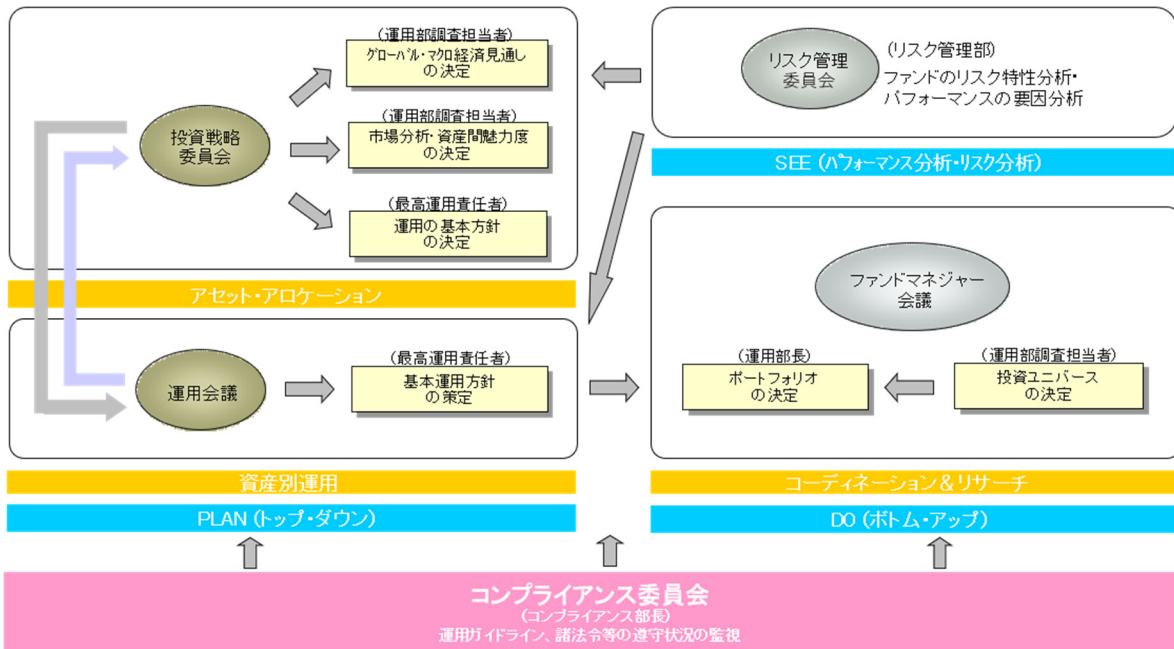 (運用部調査担当者)
グローバル・マクロ経済見通し
の決定
投資戦略
委員会
(運用部調査担当者)
市場分析・資産間魅力度
の決定
(最高運用責任者)
運用の基本方針
の決定
アセット・アロケーション
リスク管理
委員会
(リスク管理部)
ファンドのリスク特性分析・
パフォーマンスの要因分析
SEE (パフォーマンス分析・リスク分析)
運用会議
(最高運用責任者)
基本運用方針
の策定
資産別運用
PLAN (トップ・ダウン)
ファンドマネジャー
会議
(運用部長)
ポートフォリオ
の決定
(運用部調査担当者)
投資ユニバース
の決定
コーディネーション&リサーチ
DO (ボトム・アップ)
コンプライアンス委員会
(コンプライアンス部長)
運用ガイドライン、諸法令等の遵守状況の監視